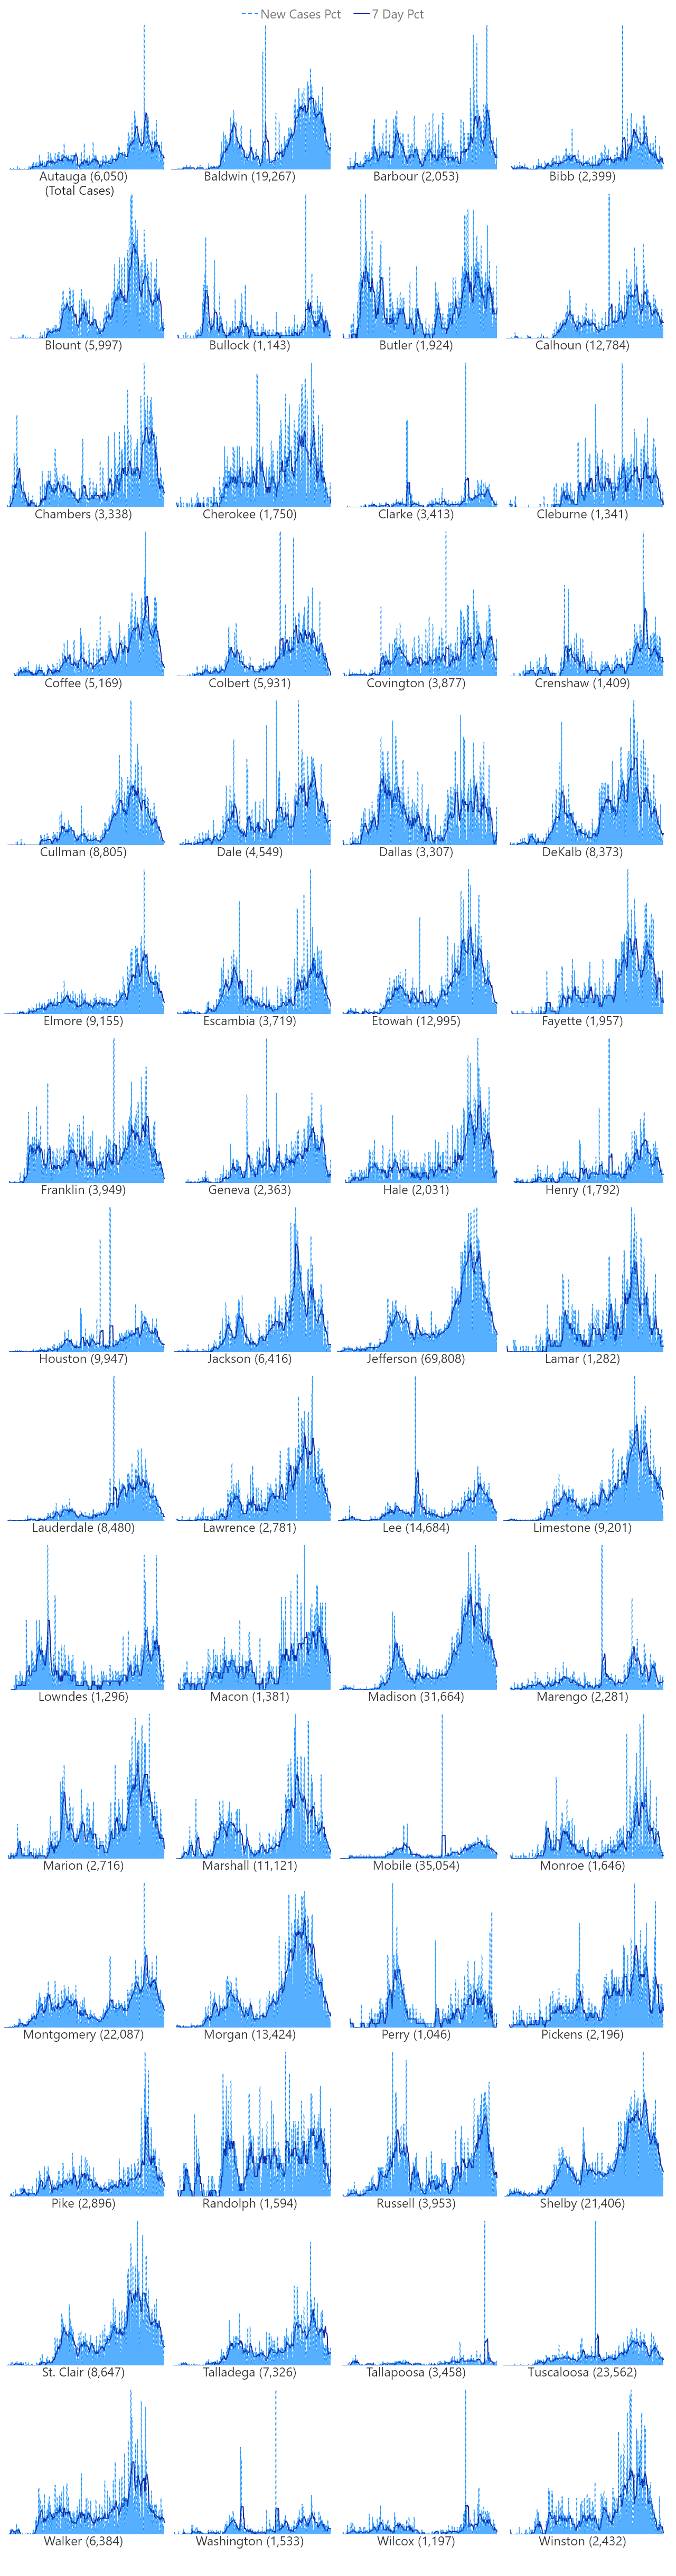 New Cases Pct 7 Day Pct
Autauga (6,050) Baldwin (19,267) Barbour (2,053) Bibb (2,399)
(Total Cases)
Blount (5,997) Bullock (1,143) Butler (1,924) Calhoun (12,784)
Chambers (3,338) Cherokee (1,750) Clarke (3,413) Cleburne (1,341)
Coffee (5,169) Colbert (5,931) Covington (3,877) Crenshaw (1,409)
Cullman (8,805) Dale (4,549) Dallas (3,307) DeKalb (8,373)
Elmore (9,155) Escambia (3,719) Etowah (12,995) Fayette (1,957)
Franklin (3,949) Geneva (2,363) Hale (2,031) Henry (1,792)
Houston (9,947) Jackson (6,416) Jefferson (69,808) Lamar (1,282)
Lauderdale (8,480) Lawrence (2,781) Lee (14,684) Limestone (9,201)
Lowndes (1,296) Macon (1,381) Madison (31,664) Marengo (2,281)
Marion (2,716) Marshall (11,121) Mobile (35,054) Monroe (1,646)
Montgomery (22,087) Morgan (13,424) Perry (1,046) Pickens (2,196)
Pike (2,896) Randolph (1,594) Russell (3,953) Shelby (21,406)
St. Clair (8,647) Talladega (7,326) Tallapoosa (3,458) Tuscaloosa (23,562)
Walker (6,384) Washington (1,533) Wilcox (1,197) Winston (2,432)